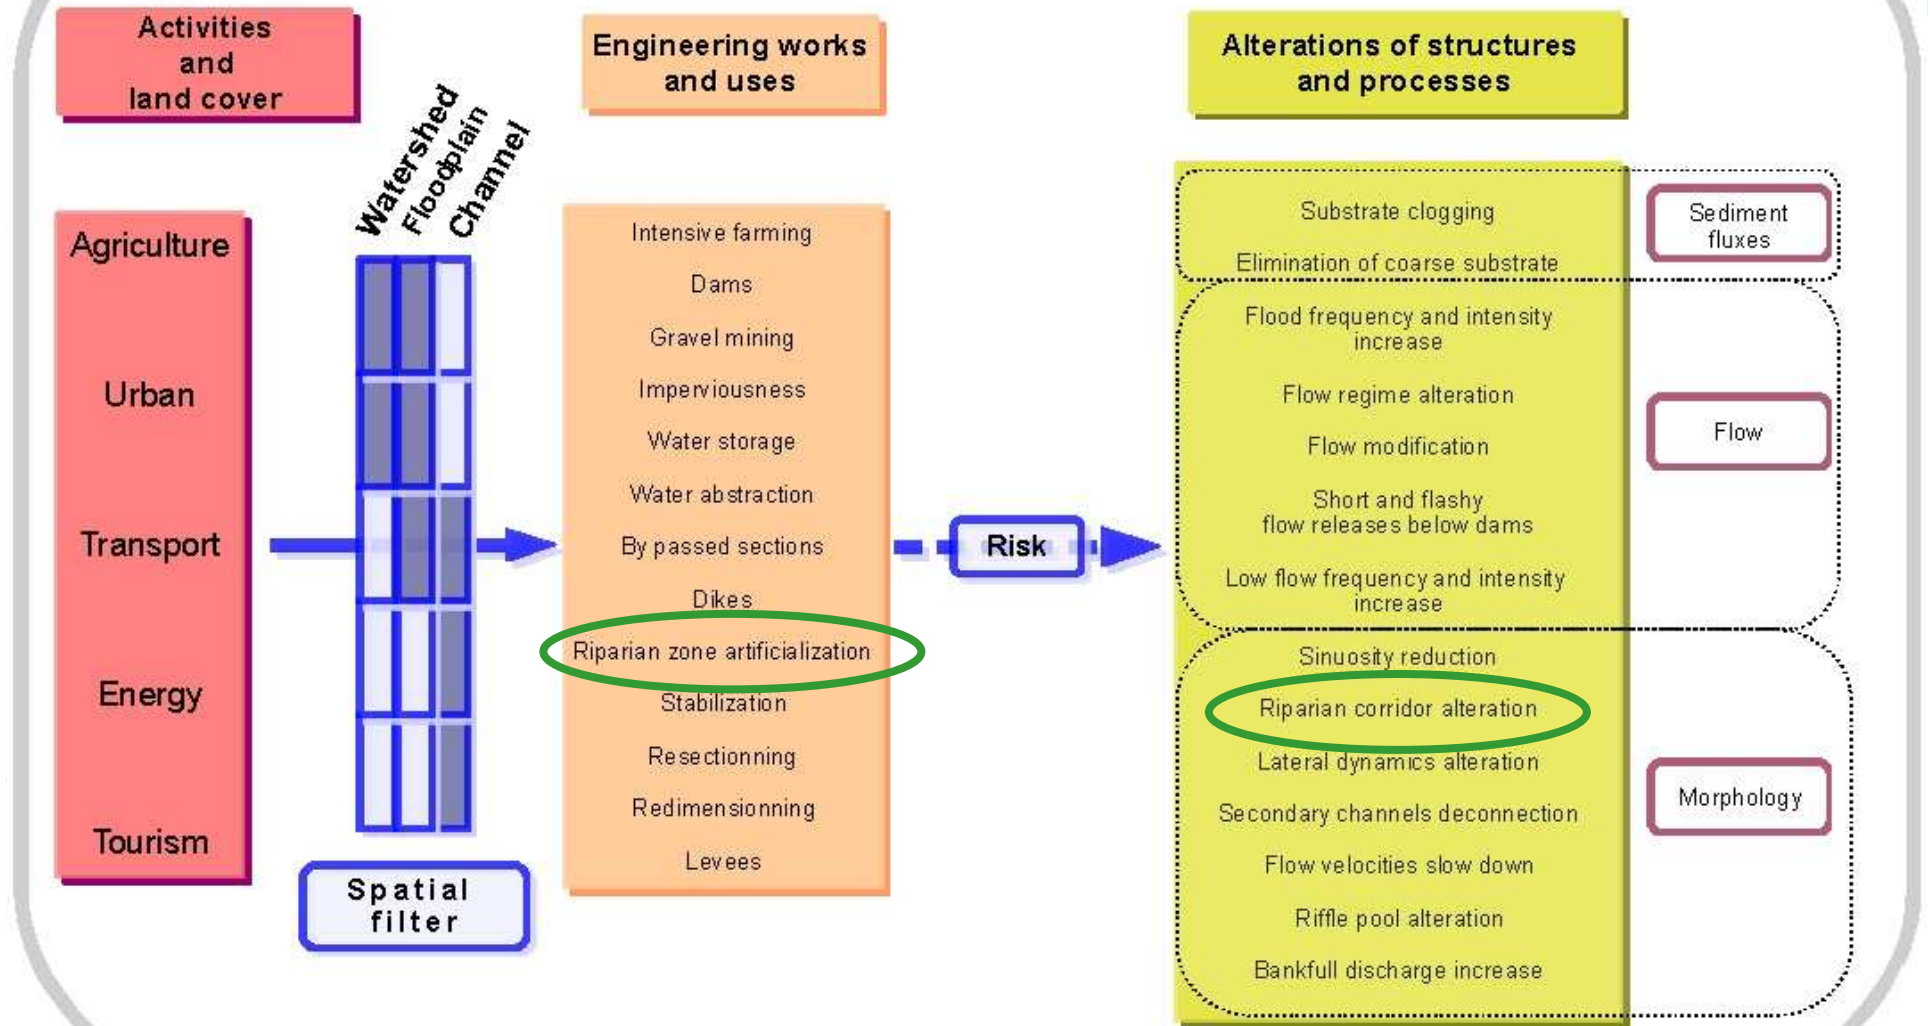 Activities
and
land cover
Engineering works
and uses
Alterations of structures
and processes
Watershed
Floodplain
Channel
Agriculture
Urban
Transport
Energy
Tourism
Spatial
filter
Intensive farming
Dams
Gravel mining
Imperviousness
Water storage
Water abstraction
By passed sections
Dikes
Riparian zone artificialization
Stabilization
Resectionning
Redimensionning
Levees
Risk
Substrate clogging
Elimination of coarse substrate
Sediment
fluxes
Flood frequency and intensity
increase
Flow regime alteration
Flow modification
Short and flashy
flow releases below dams
Low flow frequency and intensity
increase
Flow
Sinuosity reduction
Riparian corridor alteration
Lateral dynamics alteration
Secondary channels deconnection
Flow velocities slow down
Riffle pool alteration
Bankfull discharge increase
Morphology